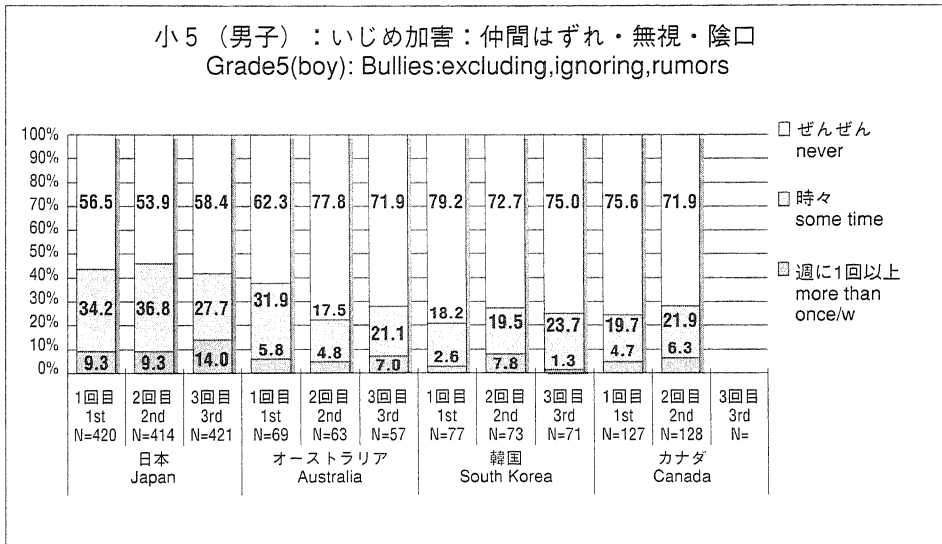 小5（男子）：いじめ加害：仲間はずれ・無視・陰口
Grade5(boy): Bullies:excluding,ignoring,rumors
100%
90%
80%
70%
60%
50%
40%
30%
20%
10%
0%
56.5 53.9 58.4 62.3 77.8 71.9 79.2 72.7 75.0 75.6 71.9
34.2 36.8 27.7 31.9 17.5 21.1 18.2 19.5 23.7 19.7 21.9
9.3 9.3 14.0 5.8 4.8 7.0 2.6 7.8 1.3 4.7 6.3
ぜんぜん
never
時々
some time
週に1回以上
more than
once/w
1回目 2回目 3回目 1回目 2回目 3回目 1回目 2回目 3回目 1回目 2回目 3回目
1st 2nd 3rd 1st 2nd 3rd 1st 2nd 3rd 1st 2nd 3rd
N=420 N=414 N=421 N=69 N=63 N=57 N=77 N=73 N=71 N=127 N=128 N=
日本 オーストラリア 韓国 カナダ
Japan Australia South Korea Canada